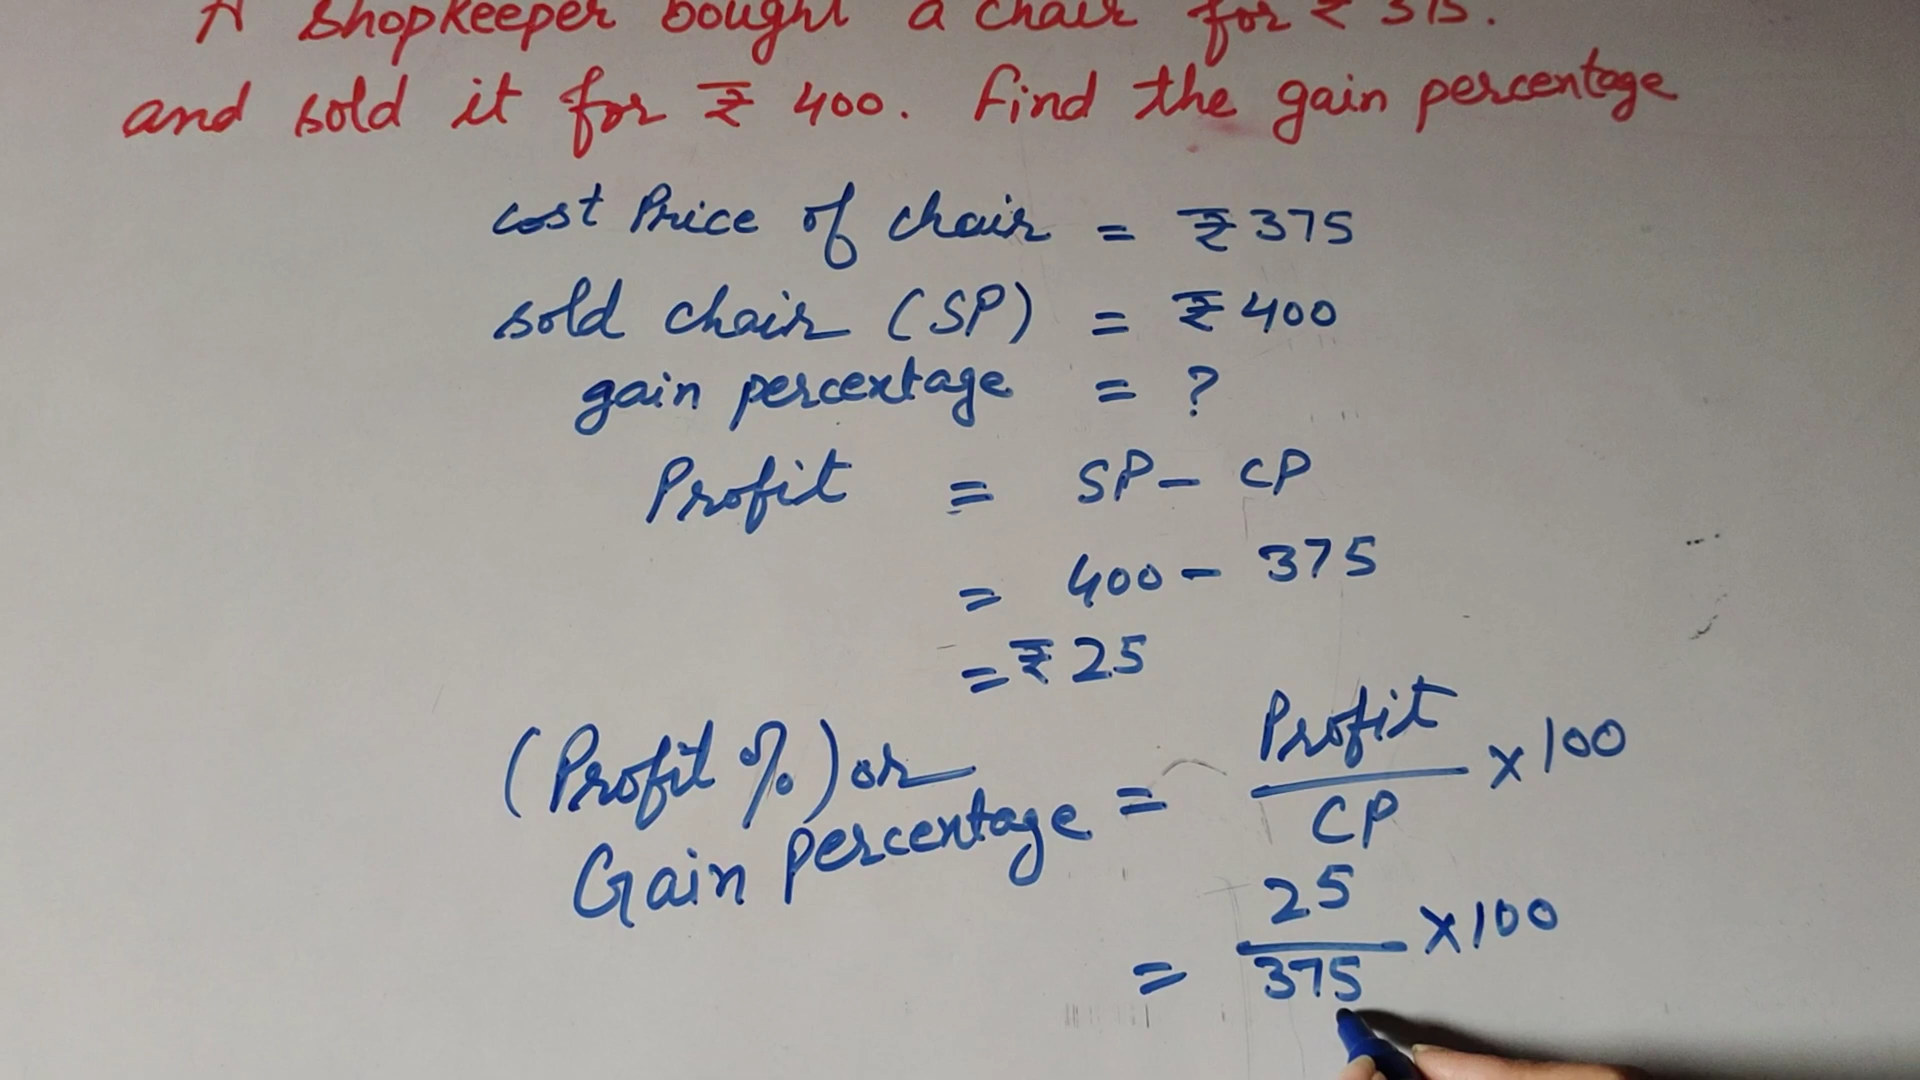 A shopkeeper bought a chair for ₹ 375.
and sold it for ₹ 400. Find the gain percentage
cost Price of chair = ₹ 375
sold chair (SP) = ₹ 400
gain percentage = ?
Profit = SP - CP
= 400 - 375
= ₹ 25
(Profit %) or
Gain percentage = Profit / CP × 100
= 25 / 375 × 100